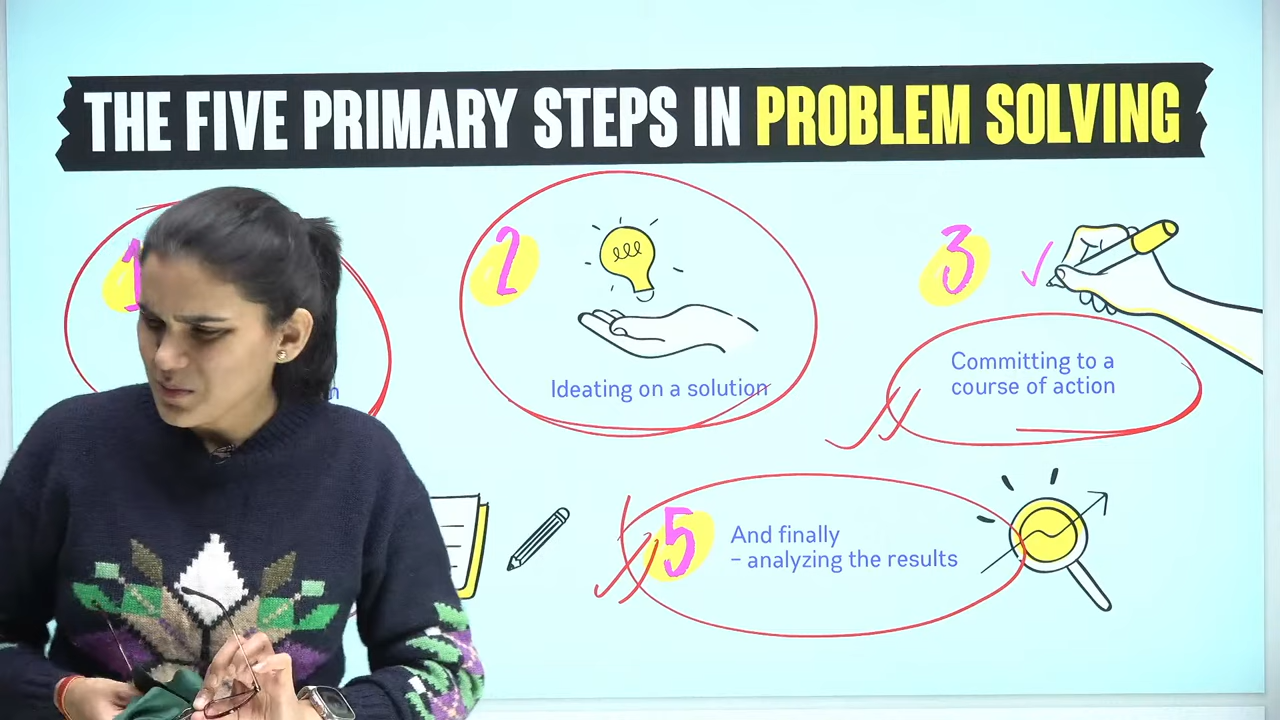 THE FIVE PRIMARY STEPS IN PROBLEM SOLVING
1
2
3
Ideating on a solution
Committing to a
course of action
5
And finally
– analyzing the results